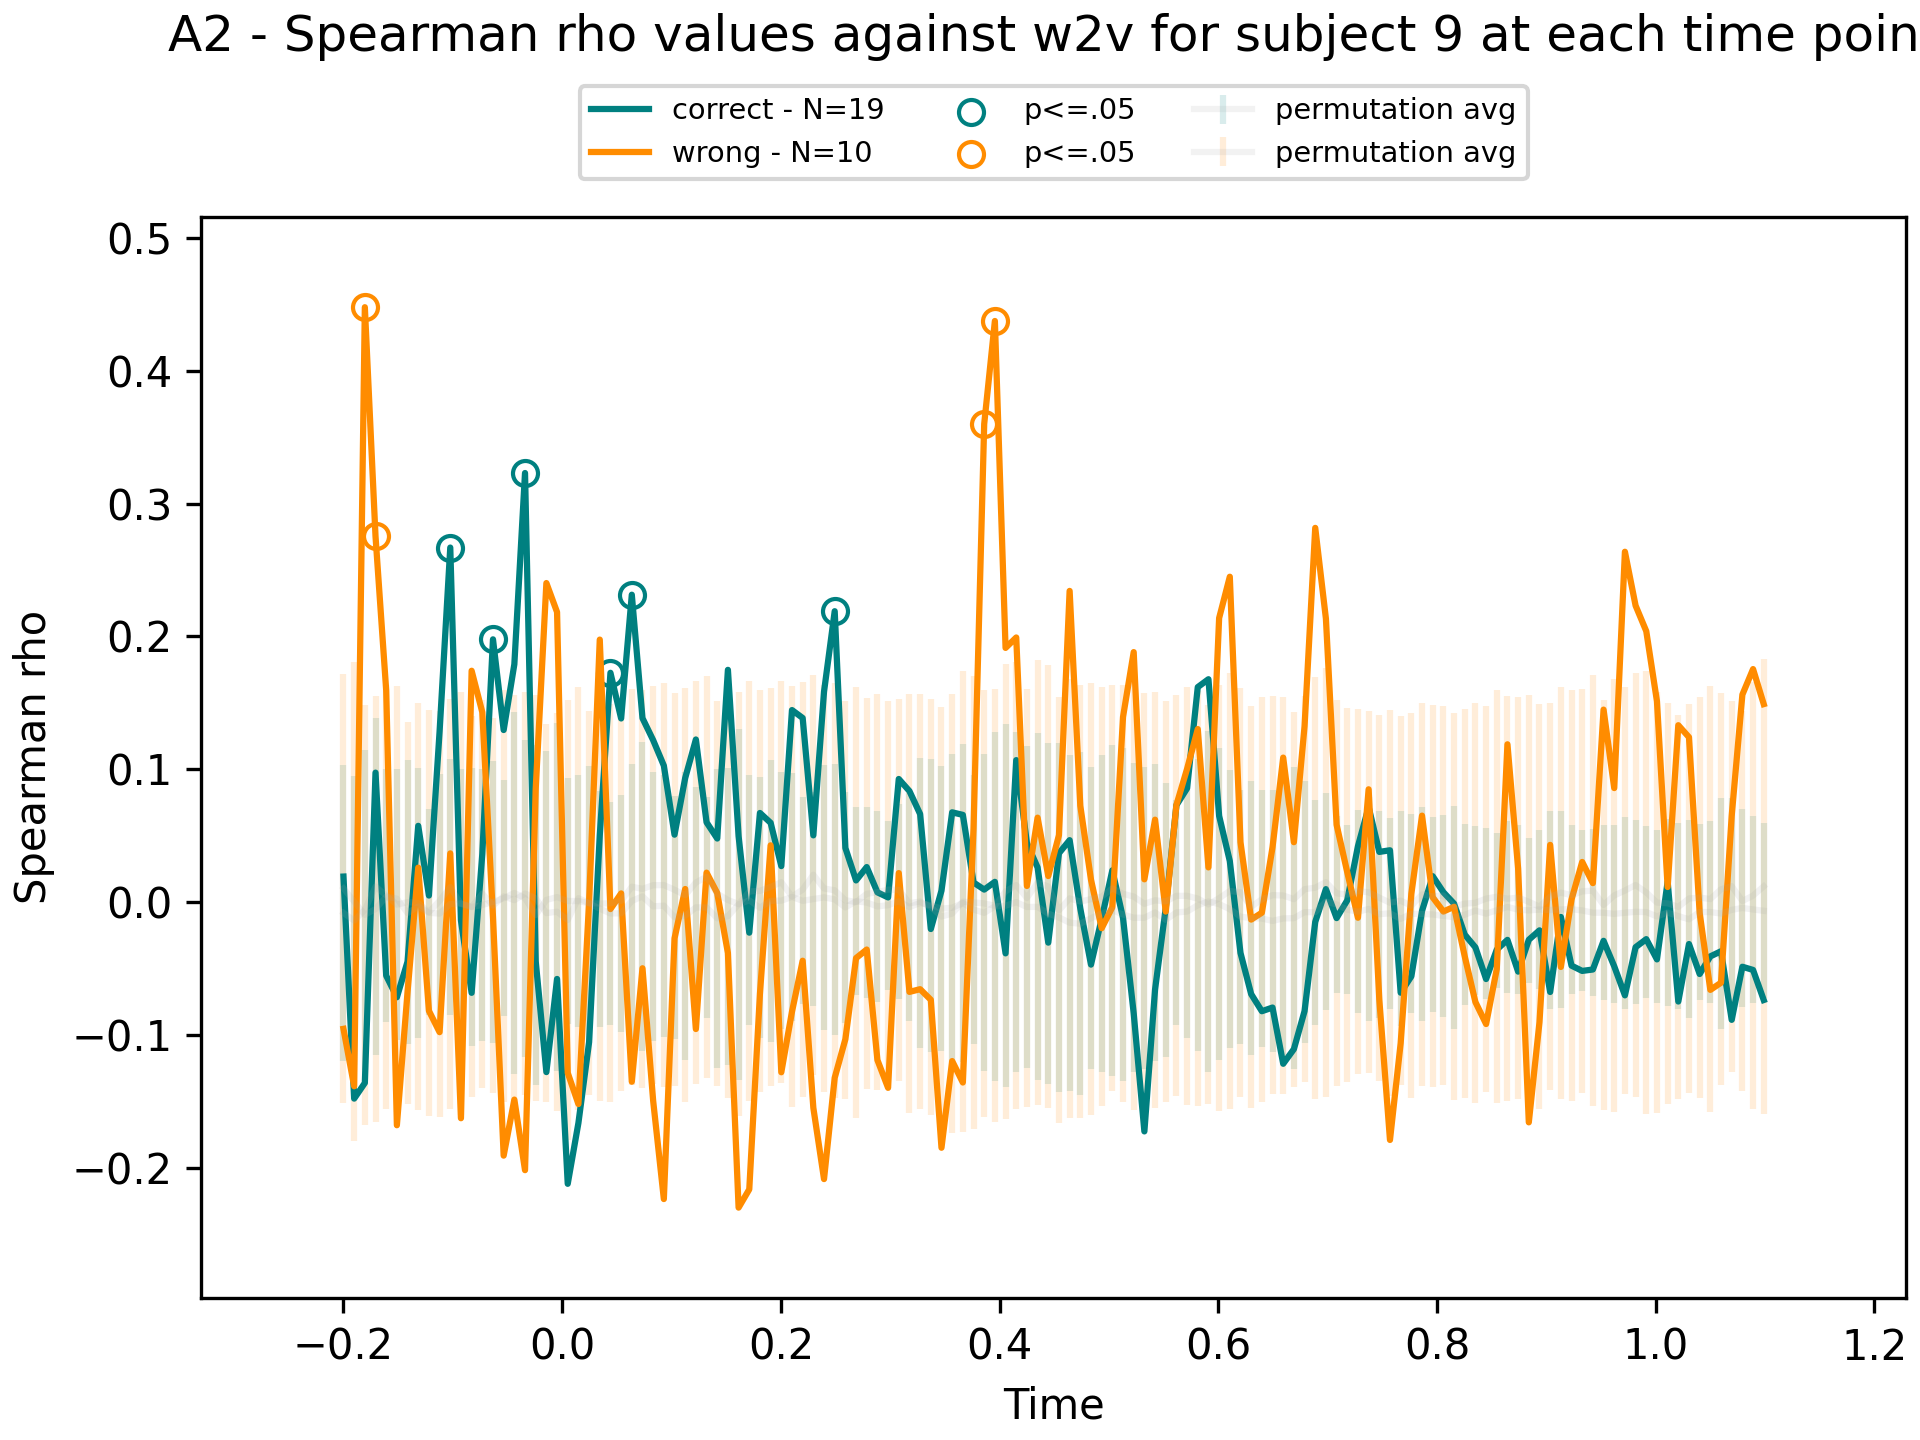 A2 - Spearman rho values against w2v for subject 9 at each time poin
correct - N=19
wrong - N=10
p<=.05
p<=.05
permutation avg
permutation avg
Spearman rho
0.5
0.4
0.3
0.2
0.1
0.0
−0.1
−0.2
−0.2
0.0
0.2
0.4
0.6
0.8
1.0
1.2
Time